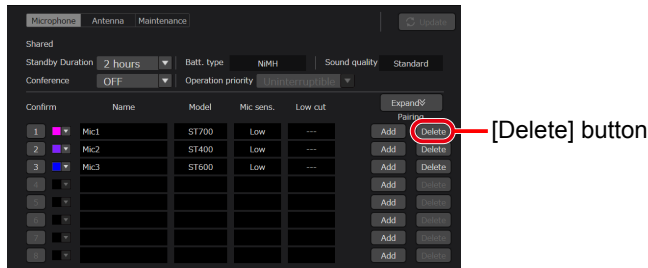 Microphone Antenna Maintenance Update
Shared
Standby Duration 2 hours Batt. type NiMH Sound quality Standard
Conference OFF Operation priority Uninterruptible
Confirm Name Model Mic sens. Low cut Expand
Pairing
1 Mic1 ST700 Low --- Add Delete
2 Mic2 ST400 Low --- Add Delete
3 Mic3 ST600 Low --- Add Delete
4 Add Delete
5 Add Delete
6 Add Delete
7 Add Delete
8 Add Delete
[Delete] button